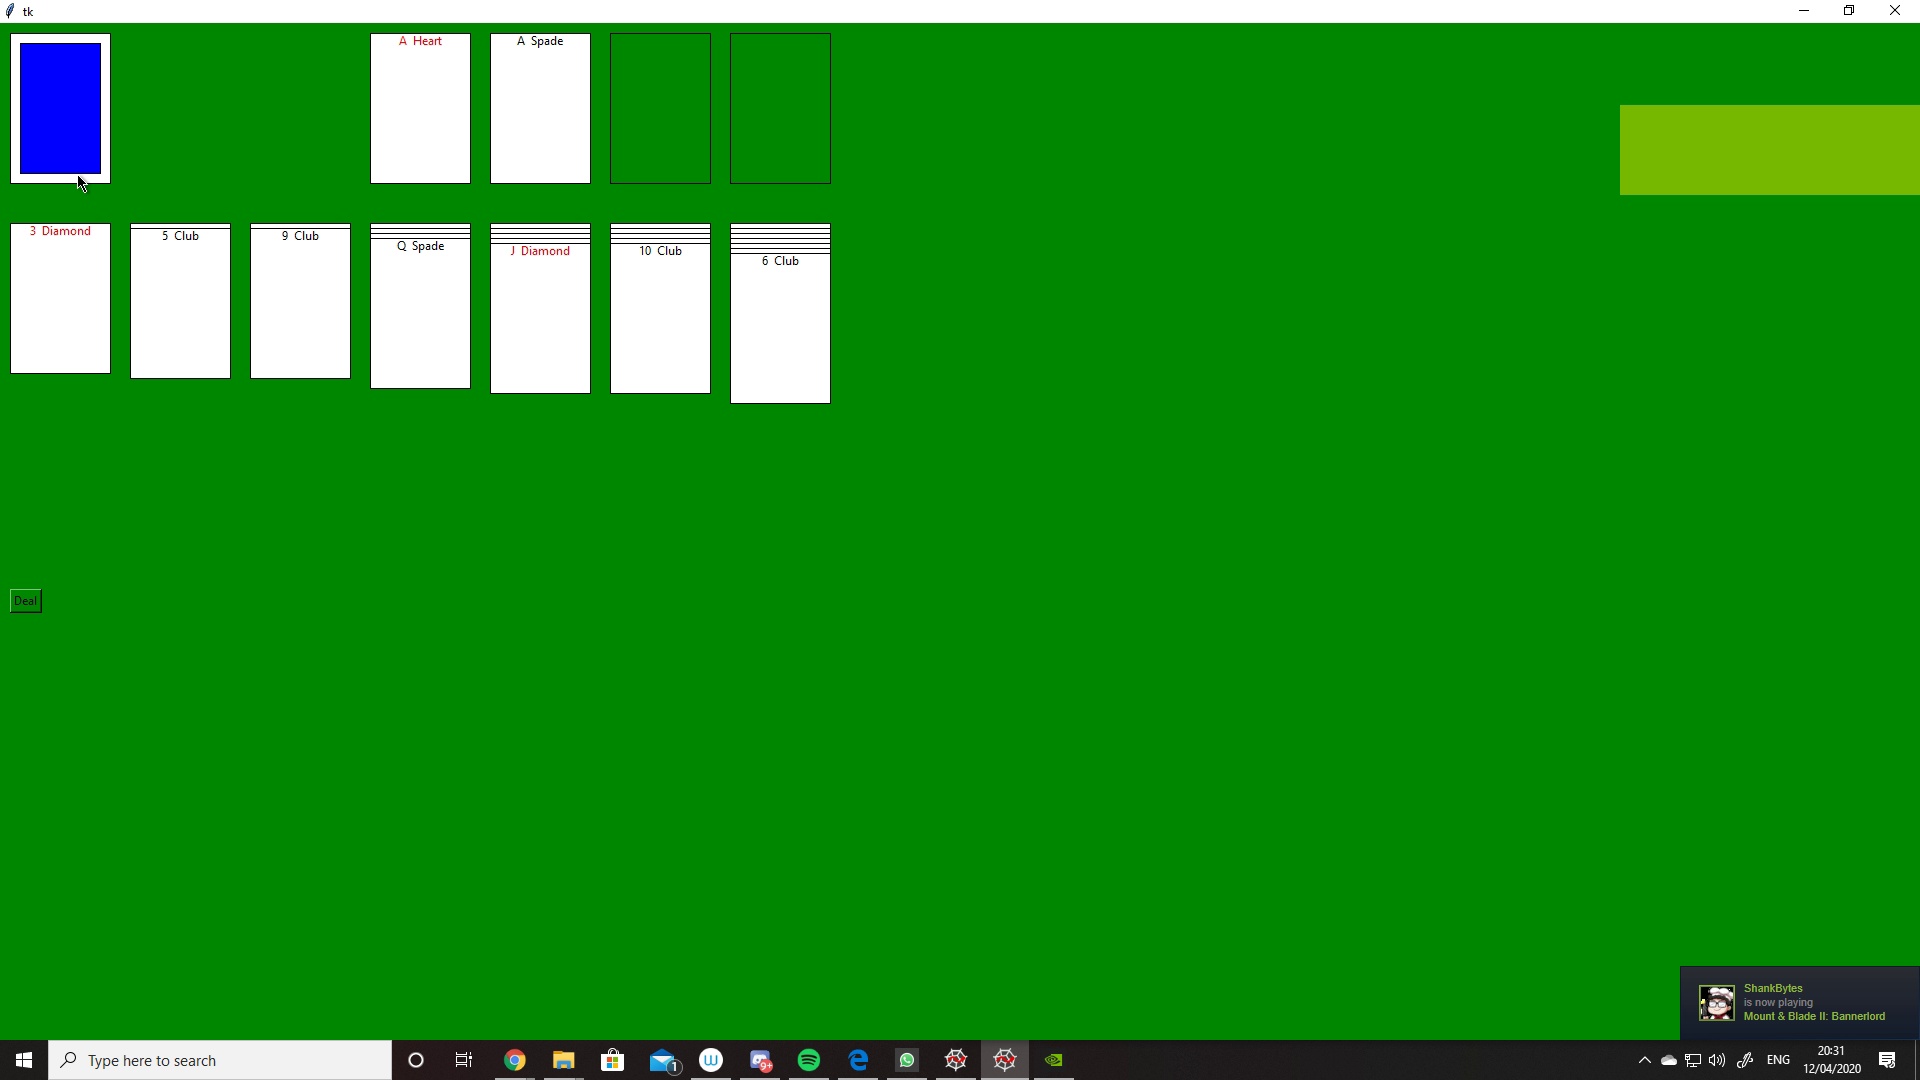 tk
A Heart
A Spade
3 Diamond
5 Club
9 Club
Q Spade
J Diamond
10 Club
6 Club
Deal
ShankBytes
is now playing
Mount & Blade II: Bannerlord
Type here to search
1
W
9+
ENG
20:31
12/04/2020